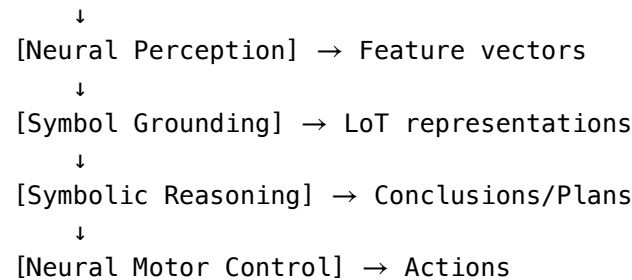 ↓
[Neural Perception] → Feature vectors
↓
[Symbol Grounding] → LoT representations
↓
[Symbolic Reasoning] → Conclusions/Plans
↓
[Neural Motor Control] → Actions